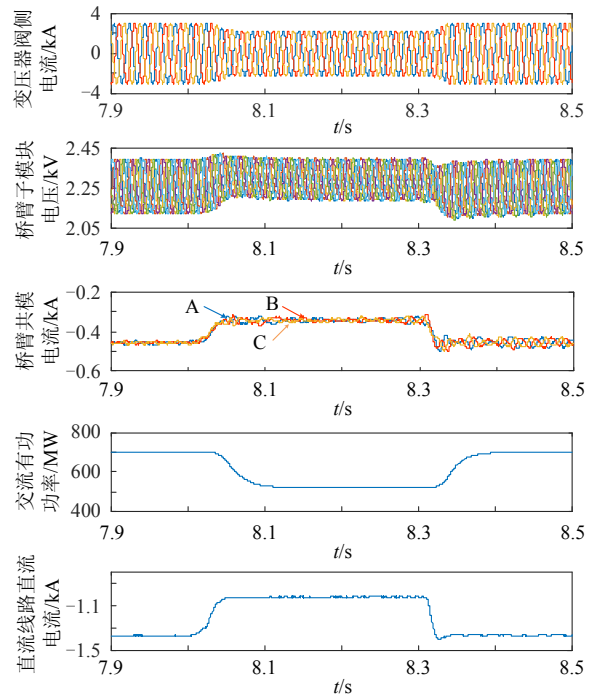 变压器阀侧
电流/kA
4
0
−4
7.9
8.1
8.3
8.5
t/s
桥臂子模块
电压/kV
2.45
2.25
2.05
7.9
8.1
8.3
8.5
t/s
桥臂共模
电流/kA
−0.2
−0.4
−0.6
A
B
C
7.9
8.1
8.3
8.5
t/s
交流有功
功率/MW
800
600
400
7.9
8.1
8.3
8.5
t/s
直流线路直流
电流/kA
−1.1
−1.5
7.9
8.1
8.3
8.5
t/s